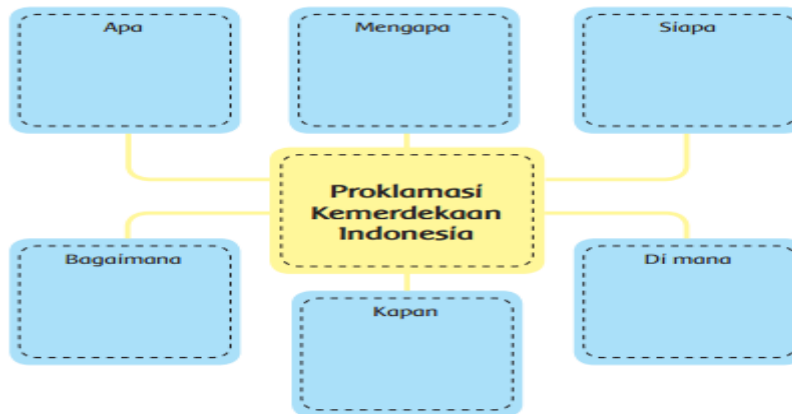 Apa
Mengapa
Siapa
Proklamasi
Kemerdekaan
Indonesia
Bagaimana
Kapan
Di mana